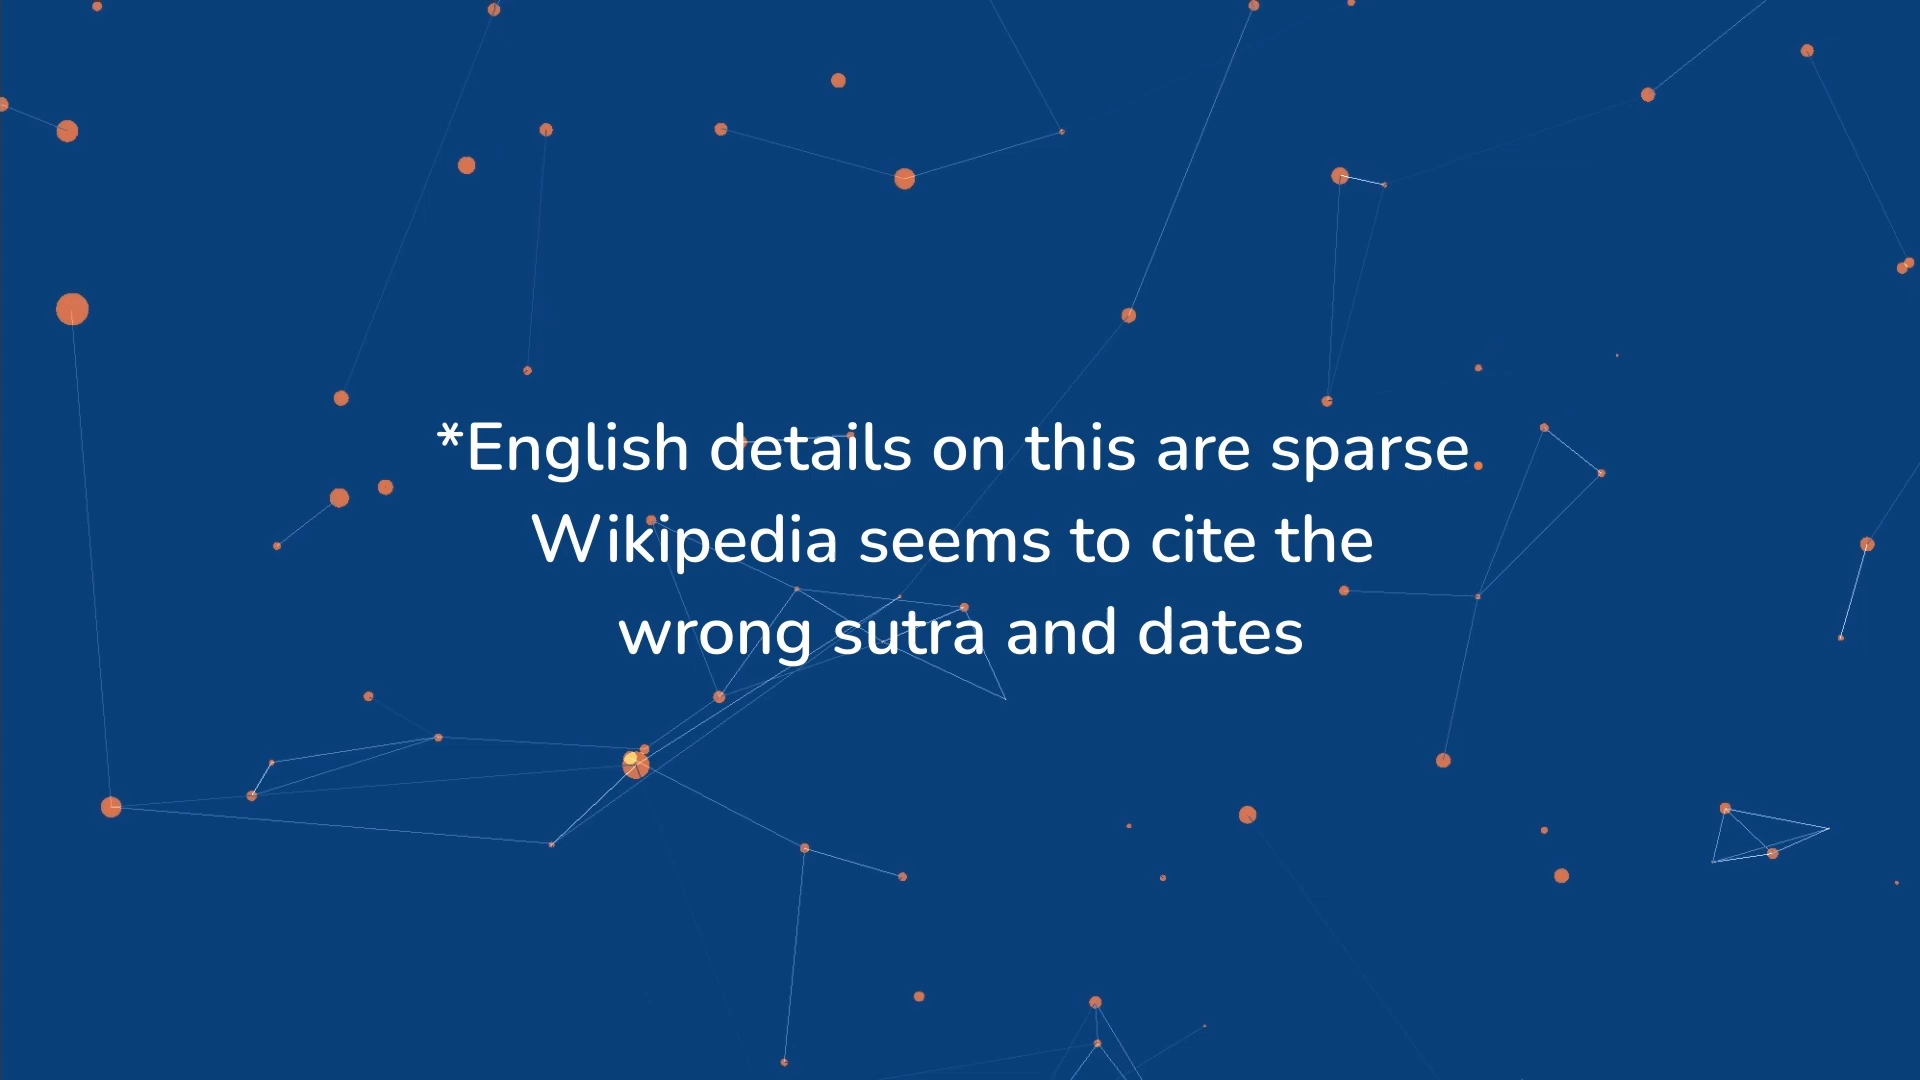 *English details on this are sparse.
Wikipedia seems to cite the
wrong sutra and dates